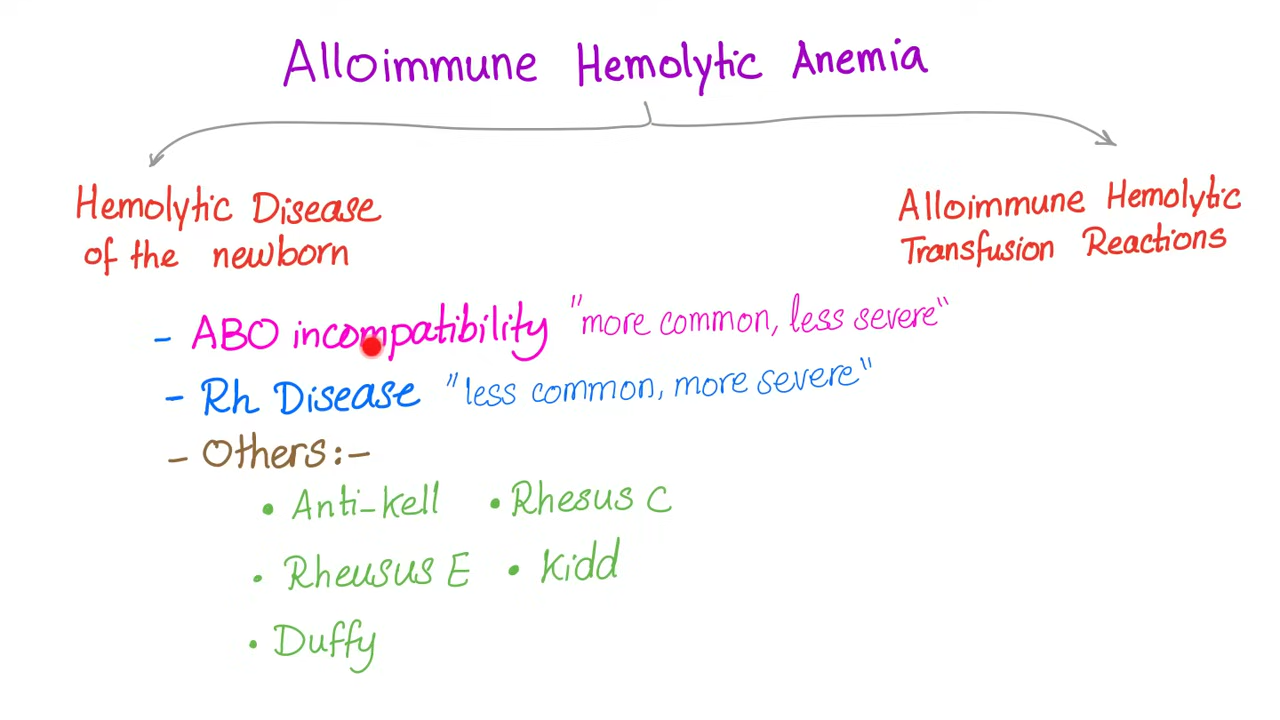 Alloimmune Hemolytic Anemia
Hemolytic Disease
of the newborn
Alloimmune Hemolytic
Transfusion Reactions
- ABO incompatibility "more common, less severe"
- Rh Disease "less common, more severe"
- Others:-
• Anti-kell • Rhesus C
• Rheusus E • Kidd
• Duffy